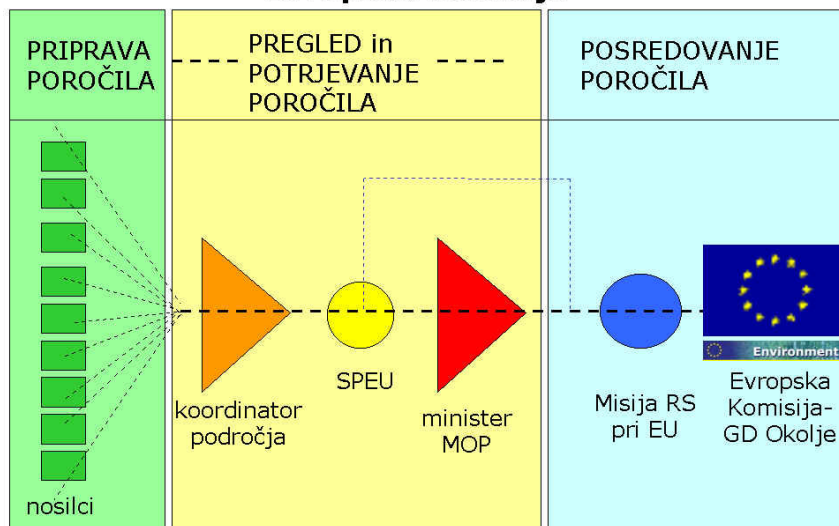 PRIPRAVA
POROČILA
PREGLED in
POTRJEVANJE
POROČILA
POSREDOVANJE
POROČILA
nosilci
koordinator
področja
SPEU
minister
MOP
Misija RS
pri EU
Environment
Evropska
Komisija-
GD Okolje